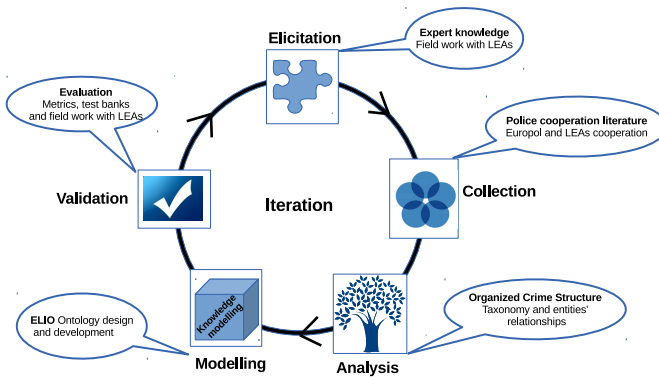 Elicitation
Expert knowledge
Field work with LEAs
Evaluation
Metrics, test banks
and field work with LEAs
Police cooperation literature
Europol and LEAs cooperation
Validation
Iteration
Collection
Knowledge
modelling
ELIO Ontology design
and development
Organized Crime Structure
Taxonomy and entities'
relationships
Modelling
Analysis